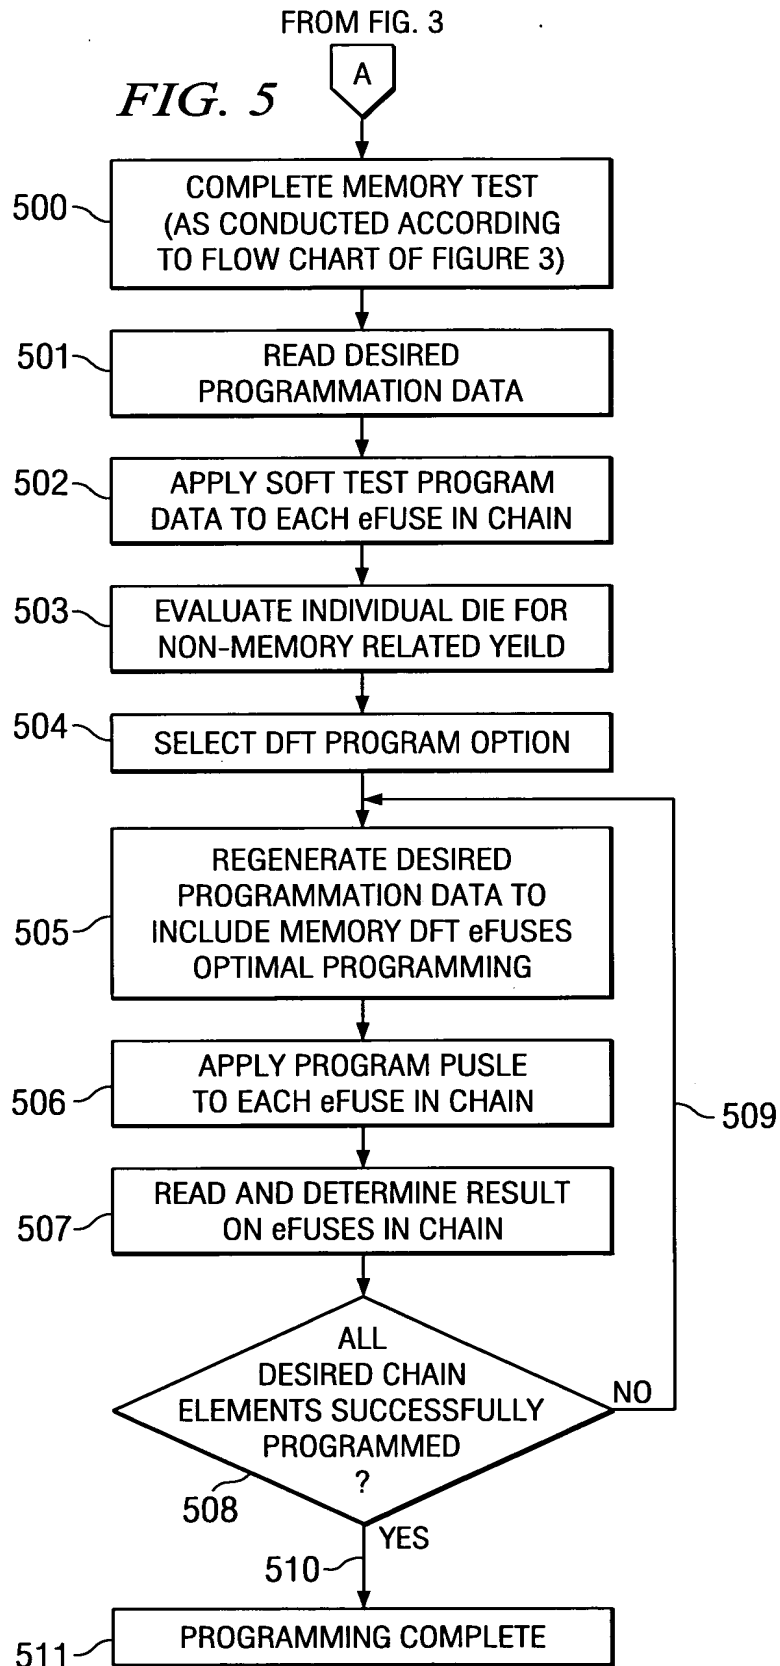 FROM FIG. 3
A
FIG. 5
500
COMPLETE MEMORY TEST
(AS CONDUCTED ACCORDING
TO FLOW CHART OF FIGURE 3)
501
READ DESIRED
PROGRAMMATION DATA
502
APPLY SOFT TEST PROGRAM
DATA TO EACH eFUSE IN CHAIN
503
EVALUATE INDIVIDUAL DIE FOR
NON-MEMORY RELATED YEILD
504
SELECT DFT PROGRAM OPTION
505
REGENERATE DESIRED
PROGRAMMATION DATA TO
INCLUDE MEMORY DFT eFUSES
OPTIMAL PROGRAMMING
506
APPLY PROGRAM PUSLE
TO EACH eFUSE IN CHAIN
509
507
READ AND DETERMINE RESULT
ON eFUSES IN CHAIN
ALL
DESIRED CHAIN
ELEMENTS SUCCESSFULLY
PROGRAMMED
?
NO
508
YES
510
511
PROGRAMMING COMPLETE